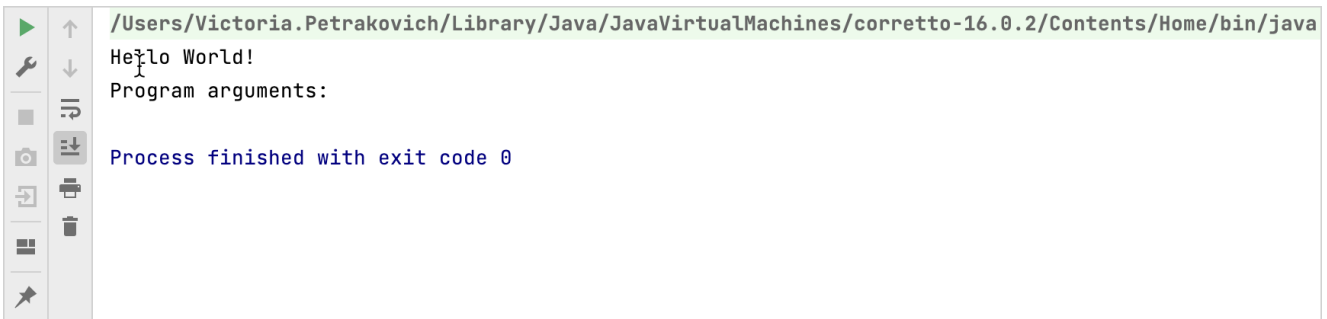 /Users/Victoria.Petrakovich/Library/Java/JavaVirtualMachines/corretto-16.0.2/Contents/Home/bin/java
Hello World!
Program arguments:
Process finished with exit code 0